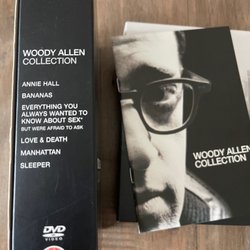 WOODY ALLEN
COLLECTION
ANNIE HALL
BANANAS
EVERYTHING YOU
ALWAYS WANTED TO
KNOW ABOUT SEX*
BUT WERE AFRAID TO ASK
LOVE & DEATH
MANHATTAN
SLEEPER
DVD
VIDEO
WOODY ALLEN
COLLECTION